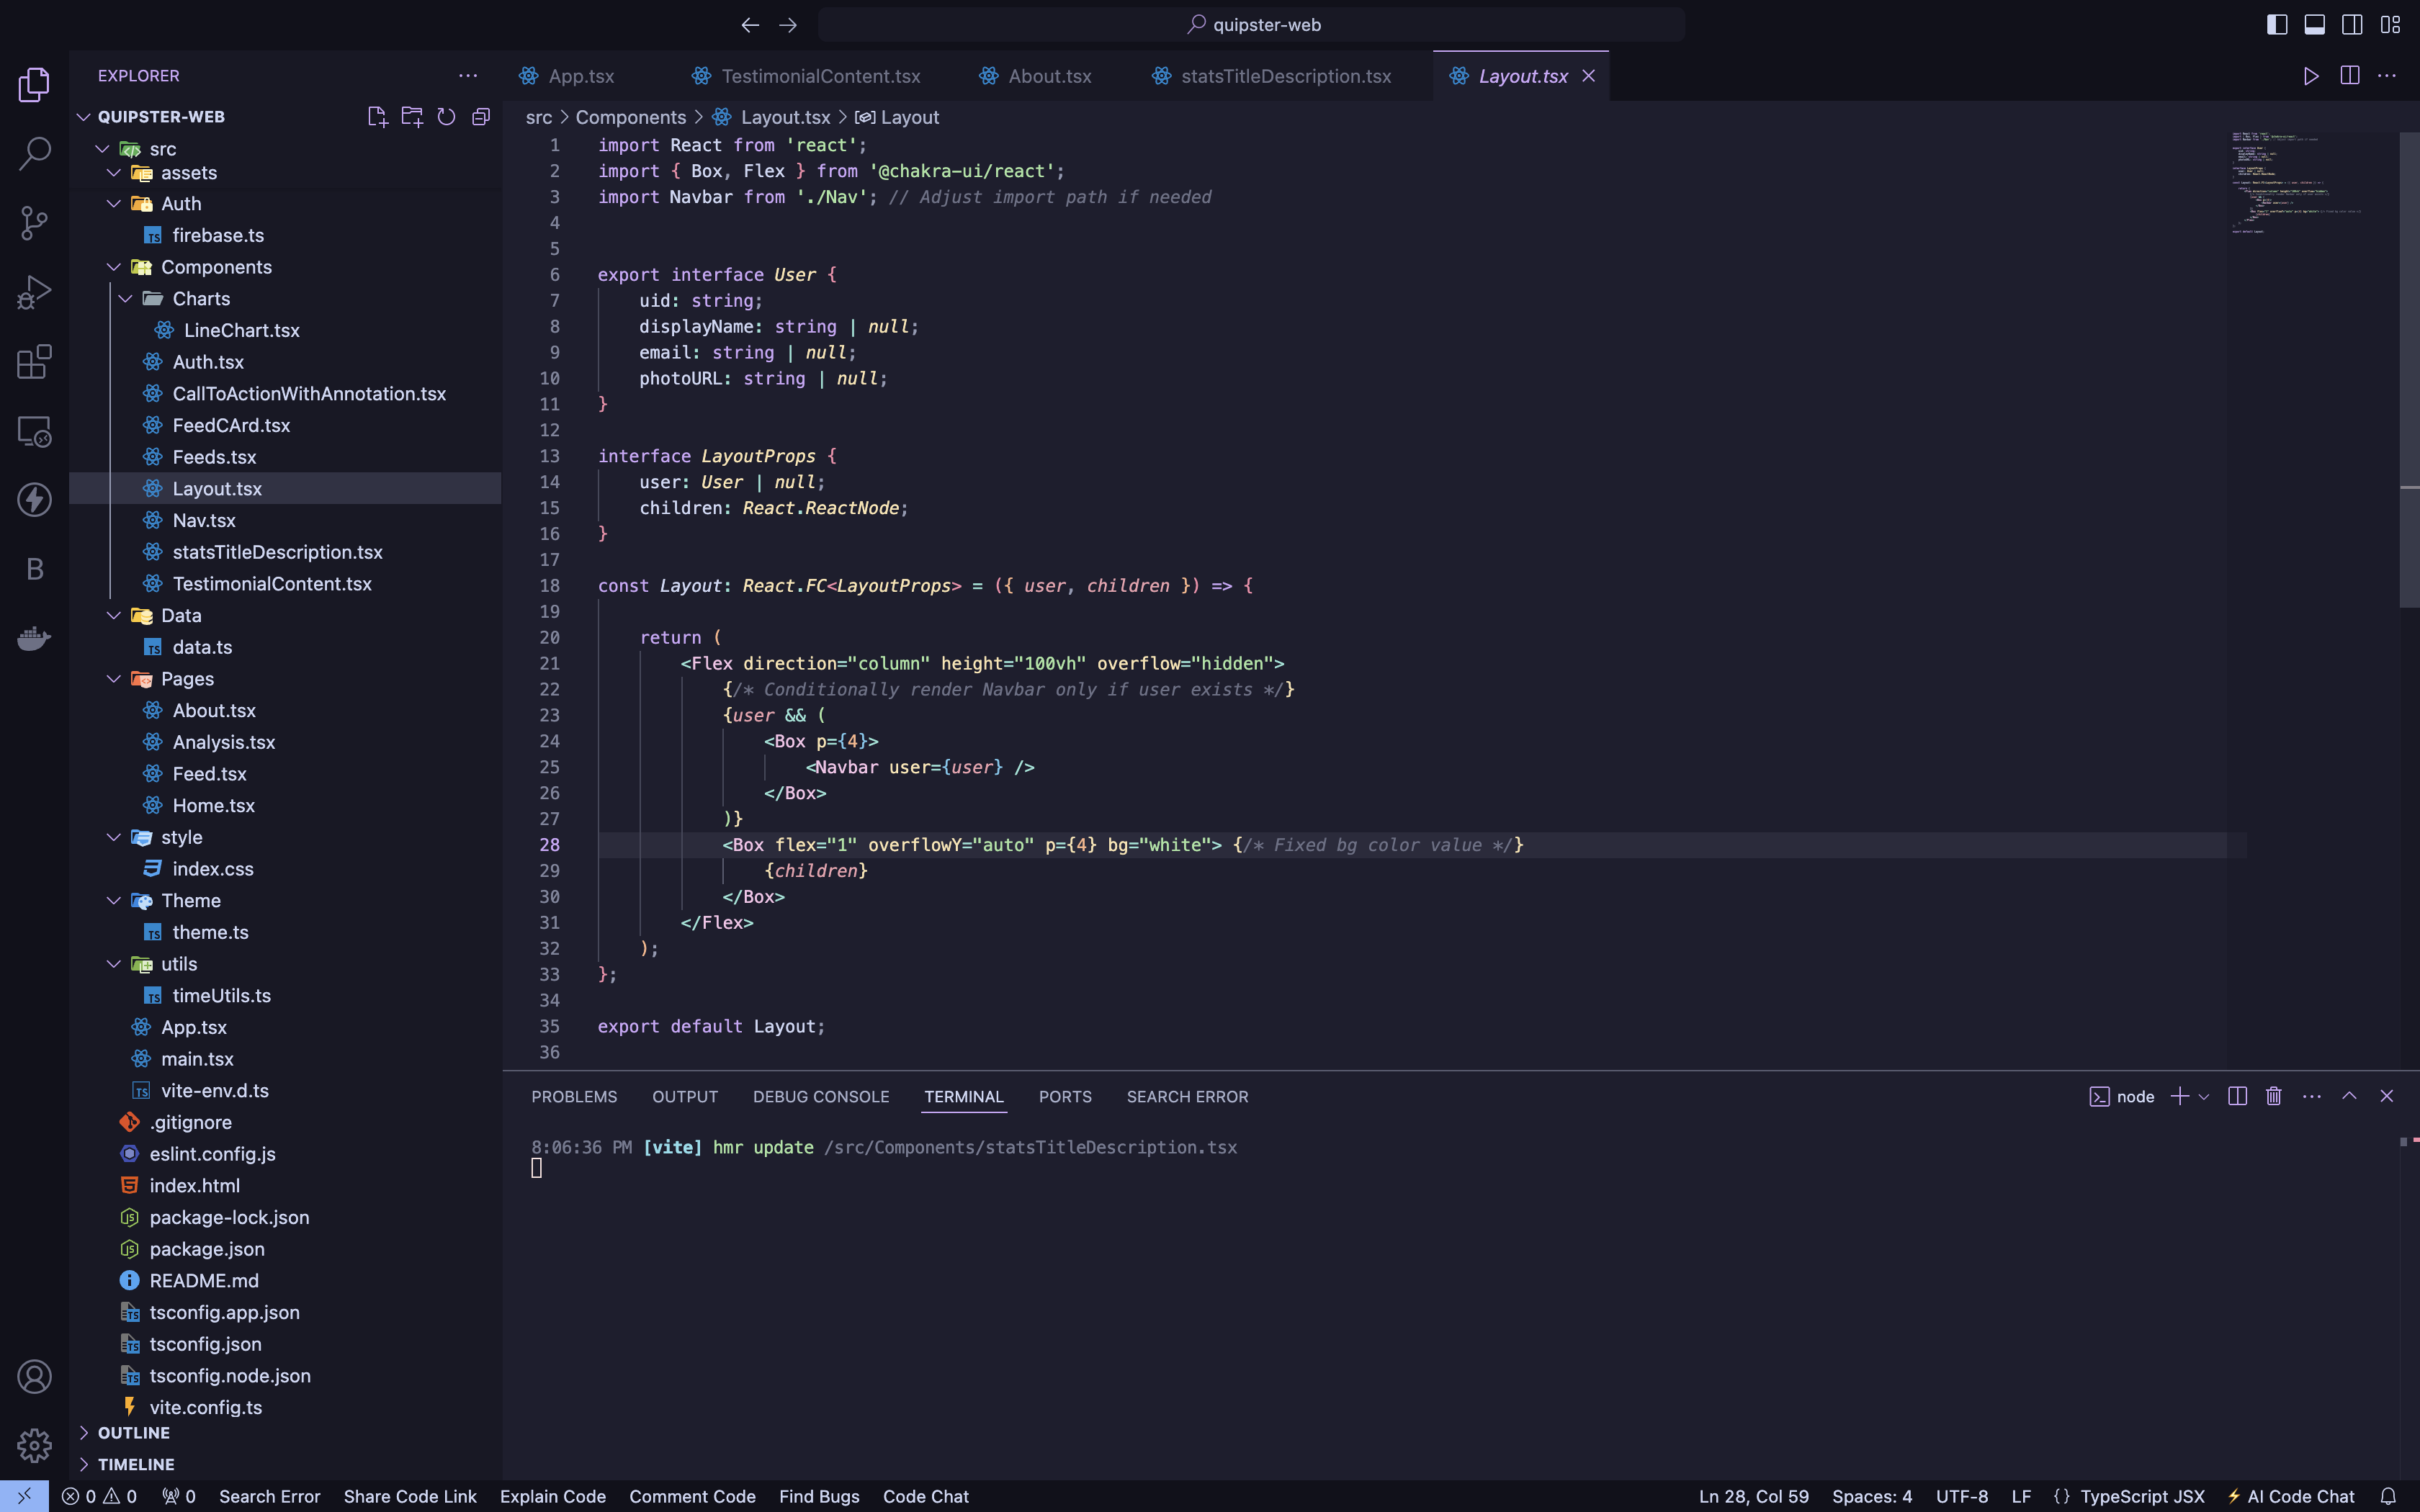 quipster-web
EXPLORER
App.tsx
TestimonialContent.tsx
About.tsx
statsTitleDescription.tsx
Layout.tsx
QUIPSTER-WEB
src
assets
Auth
firebase.ts
Components
Charts
LineChart.tsx
Auth.tsx
CallToActionWithAnnotation.tsx
FeedCArd.tsx
Feeds.tsx
Layout.tsx
Nav.tsx
statsTitleDescription.tsx
TestimonialContent.tsx
Data
data.ts
Pages
About.tsx
Analysis.tsx
Feed.tsx
Home.tsx
style
index.css
Theme
theme.ts
utils
timeUtils.ts
App.tsx
main.tsx
vite-env.d.ts
.gitignore
eslint.config.js
index.html
package-lock.json
package.json
README.md
tsconfig.app.json
tsconfig.json
tsconfig.node.json
vite.config.ts
OUTLINE
TIMELINE
B
src > Components > Layout.tsx > Layout
1 import React from 'react';
2 import { Box, Flex } from '@chakra-ui/react';
3 import Navbar from './Nav'; // Adjust import path if needed
4
5
6 export interface User {
7 uid: string;
8 displayName: string | null;
9 email: string | null;
10 photoURL: string | null;
11 }
12
13 interface LayoutProps {
14 user: User | null;
15 children: React.ReactNode;
16 }
17
18 const Layout: React.FC<LayoutProps> = ({ user, children }) => {
19
20 return (
21 <Flex direction="column" height="100vh" overflow="hidden">
22 {/* Conditionally render Navbar only if user exists */}
23 {user && (
24 <Box p={4}>
25 <Navbar user={user} />
26 </Box>
27 )}
28 <Box flex="1" overflowY="auto" p={4} bg="white"> {/* Fixed bg color value */}
29 {children}
30 </Box>
31 </Flex>
32 );
33 };
34
35 export default Layout;
36
PROBLEMS OUTPUT DEBUG CONSOLE TERMINAL PORTS SEARCH ERROR
node
8:06:36 PM [vite] hmr update /src/Components/statsTitleDescription.tsx
0 0 0 Search Error Share Code Link Explain Code Comment Code Find Bugs Code Chat
Ln 28, Col 59 Spaces: 4 UTF-8 LF {} TypeScript JSX AI Code Chat